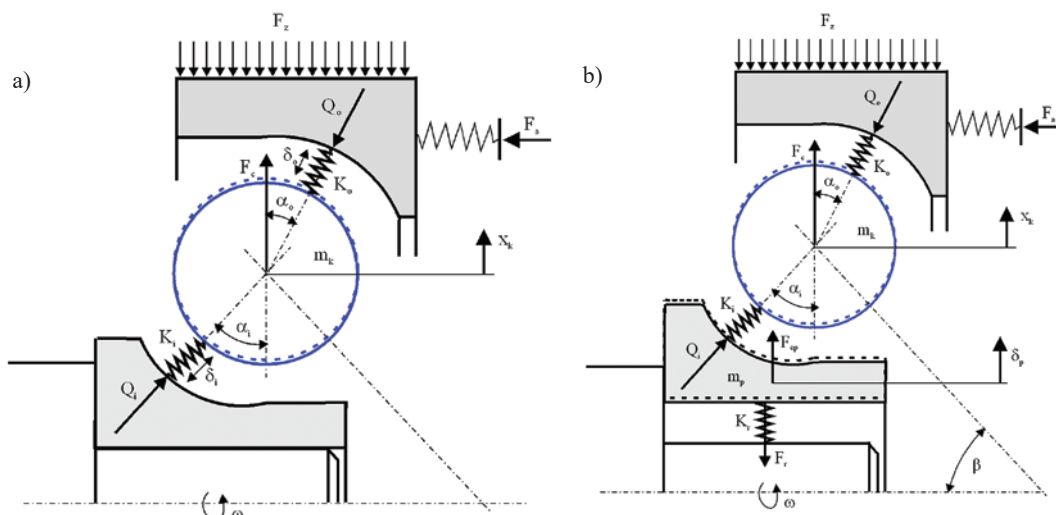 a)
F_z
Q_o
F_a
δ_o
F_c
K_o
α_o
x_k
m_k
K_i
α_i
Q_i
δ_i
ω
b)
F_z
Q_o
F_a
F_c
K_o
α_o
x_k
m_k
K_i
α_i
F_cp
δ_p
Q_i
m_p
K_r
F_r
β
ω